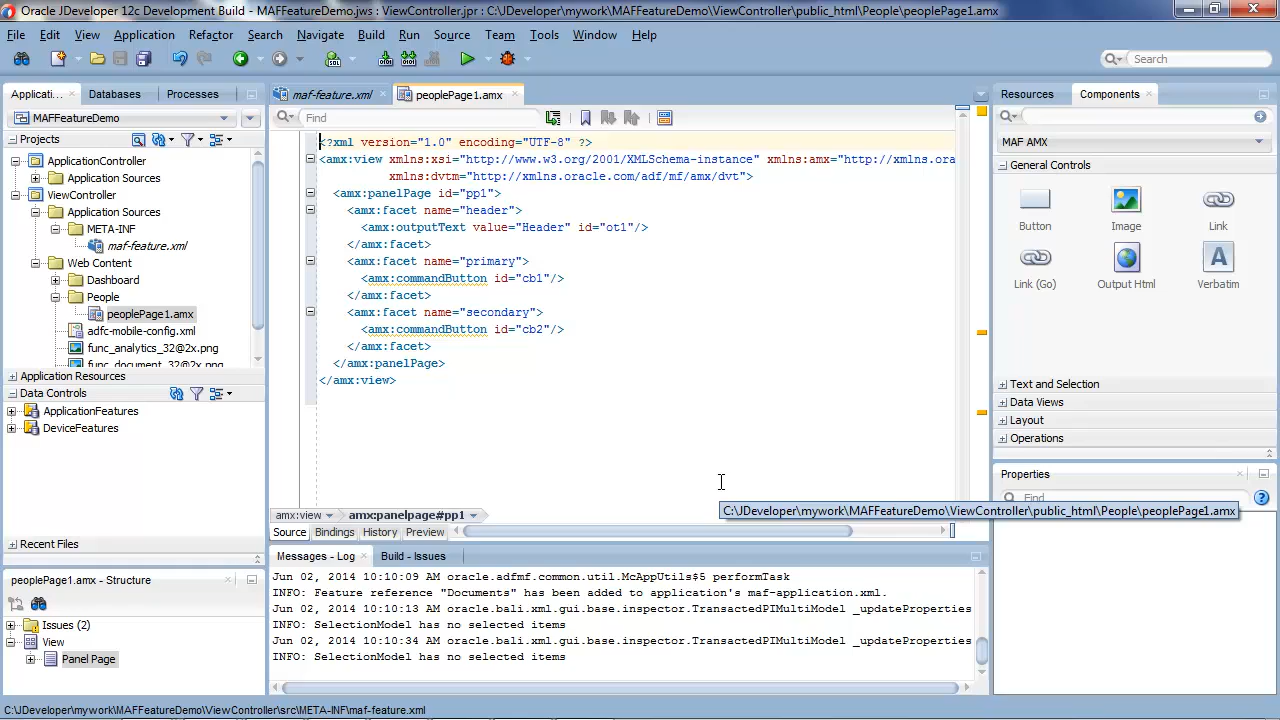 Oracle JDeveloper 12c Development Build - MAFFeatureDemo.jws : ViewController.jpr : C:\JDeveloper\mywork\MAFFeatureDemo\ViewController\public_html\People\peoplePage1.amx
File Edit View Application Refactor Search Navigate Build Run Source Team Tools Window Help
Search
Applicati... Databases Processes
maf-feature.xml peoplePage1.amx
Resources Components
MAFFeatureDemo
Find
Projects
MAF AMX
ApplicationController
Application Sources
ViewController
Application Sources
META-INF
maf-feature.xml
Web Content
Dashboard
People
peoplePage1.amx
adfc-mobile-config.xml
func_analytics_32@2x.png
func_document_32@2x.png
Application Resources
Data Controls
ApplicationFeatures
DeviceFeatures
Recent Files
peoplePage1.amx - Structure
Issues (2)
View
Panel Page
<?xml version="1.0" encoding="UTF-8" ?>
<amx:view xmlns:xsi="http://www.w3.org/2001/XMLSchema-instance" xmlns:amx="http://xmlns.ora
xmlns:dvtm="http://xmlns.oracle.com/adf/mf/amx/dvt">
<amx:panelPage id="pp1">
<amx:facet name="header">
<amx:outputText value="Header" id="ot1"/>
</amx:facet>
<amx:facet name="primary">
<amx:commandButton id="cb1"/>
</amx:facet>
<amx:facet name="secondary">
<amx:commandButton id="cb2"/>
</amx:facet>
</amx:panelPage>
</amx:view>
amx:view amx:panelpage#pp1
Source Bindings History Preview
C:\JDeveloper\mywork\MAFFeatureDemo\ViewController\public_html\People\peoplePage1.amx
Messages - Log Build - Issues
Jun 02, 2014 10:10:09 AM oracle.adfmf.common.util.McAppUtils$5 performTask
INFO: Feature reference "Documents" has been added to application's maf-application.xml.
Jun 02, 2014 10:10:13 AM oracle.bali.xml.gui.base.inspector.TransactedPIMultiModel _updateProperties
INFO: SelectionModel has no selected items
Jun 02, 2014 10:10:34 AM oracle.bali.xml.gui.base.inspector.TransactedPIMultiModel _updateProperties
INFO: SelectionModel has no selected items
General Controls
Button Image Link
Link (Go) Output Html Verbatim
Text and Selection
Data Views
Layout
Operations
Properties
Find
C:\JDeveloper\mywork\MAFFeatureDemo\ViewController\src\META-INF\maf-feature.xml